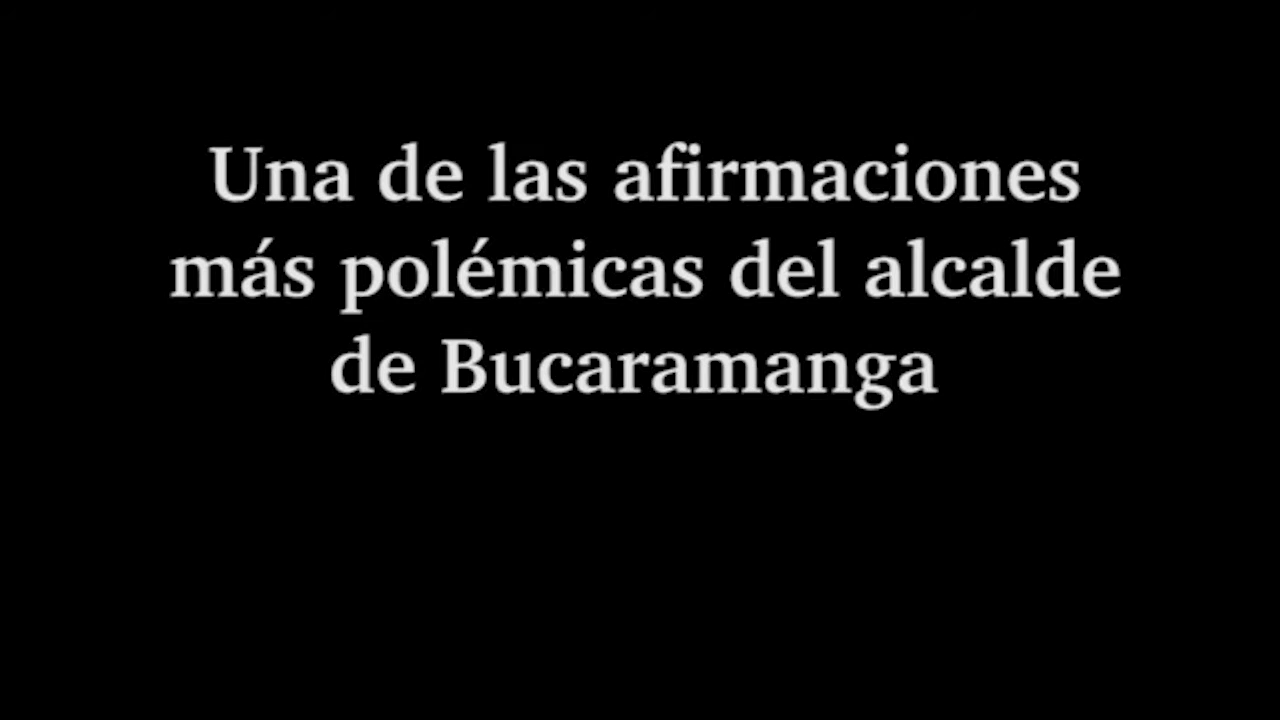 Una de las afirmaciones
más polémicas del alcalde
de Bucaramanga